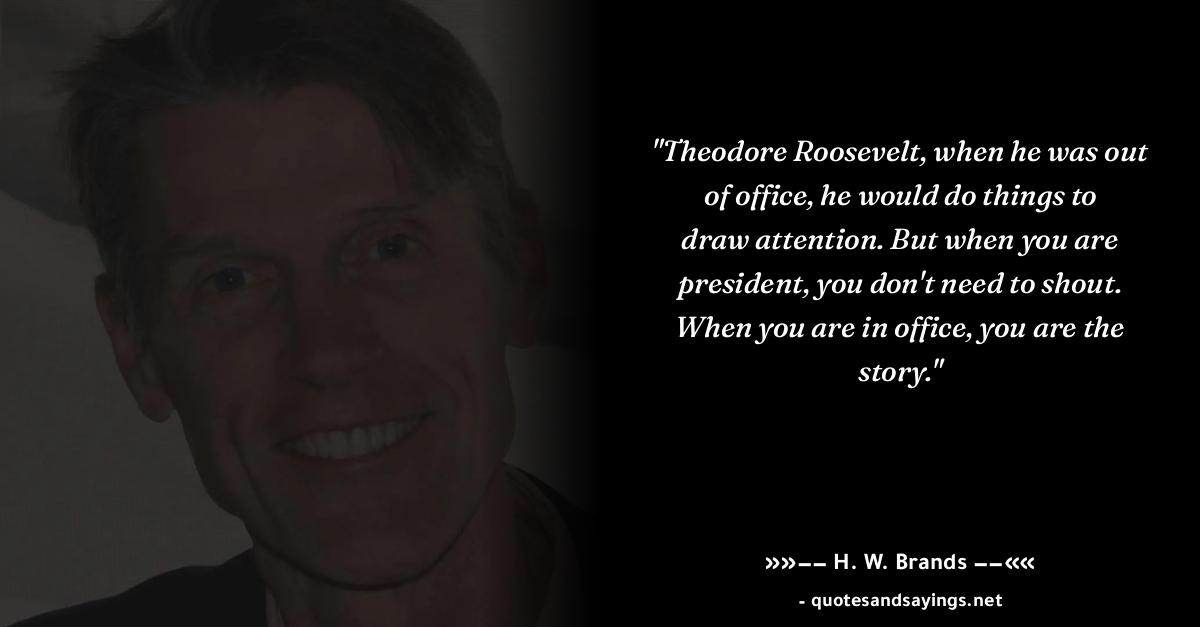 "Theodore Roosevelt, when he was out
of office, he would do things to
draw attention. But when you are
president, you don't need to shout.
When you are in office, you are the
story."
»»–– H. W. Brands ––««
- quotesandsayings.net